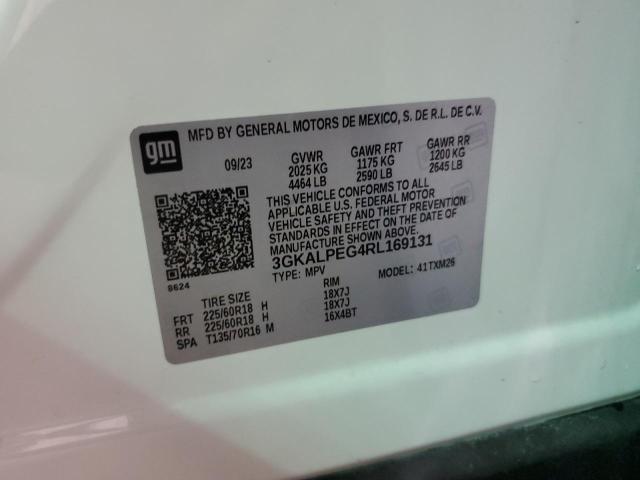 MFD BY GENERAL MOTORS DE MEXICO, S. DE R.L. DE C.V.
gm
09/23
GVWR GAWR FRT GAWR RR
2025 KG 1175 KG 1200 KG
4464 LB 2590 LB 2645 LB
THIS VEHICLE CONFORMS TO ALL
APPLICABLE U.S. FEDERAL MOTOR
VEHICLE SAFETY AND THEFT PREVENTION
STANDARDS IN EFFECT ON THE DATE OF
MANUFACTURE SHOWN ABOVE.
3GKALPEG4RL169131
TYPE: MPV MODEL: 41TXM26
8624
TIRE SIZE RIM
FRT 225/60R18 H 18X7J
RR 225/60R18 H 18X7J
SPA T135/70R16 M 16X4BT